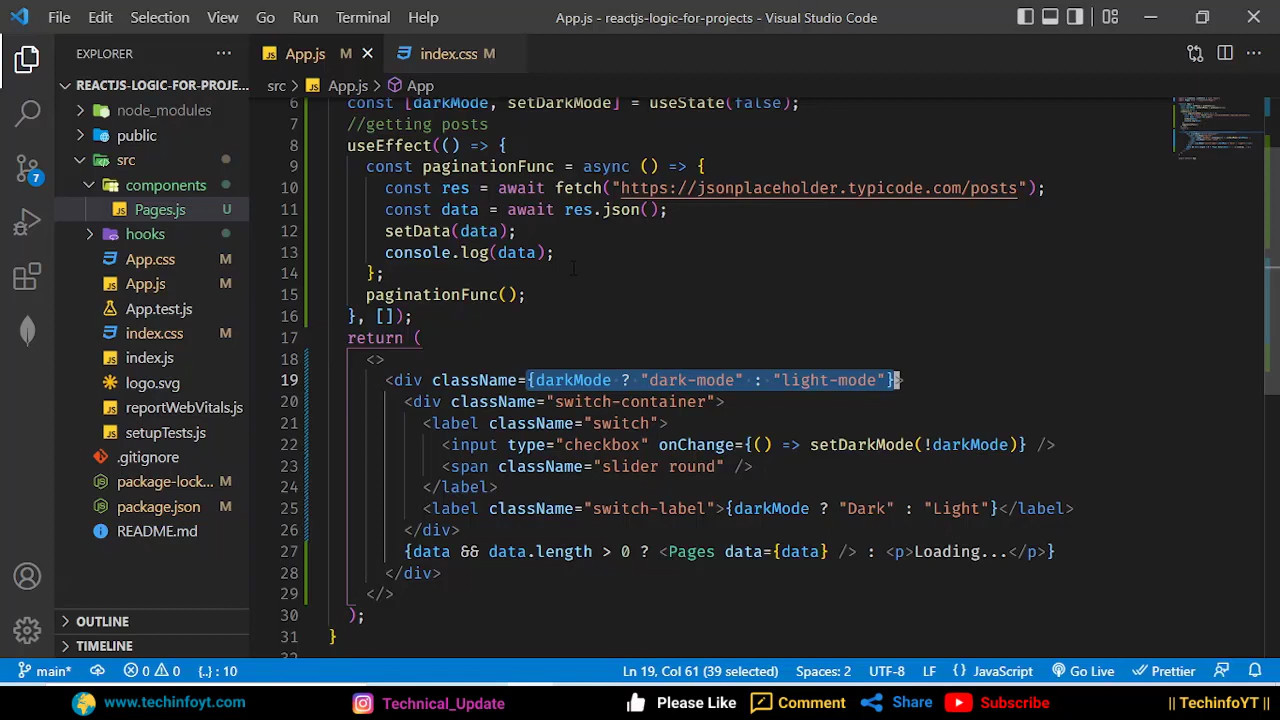 File Edit Selection View Go Run Terminal Help App.js - reactjs-logic-for-projects - Visual Studio Code
EXPLORER ...
App.js M
index.css M
REACTJS-LOGIC-FOR-PROJE...
node_modules
public
src
components
Pages.js U
hooks
App.css M
App.js M
App.test.js
index.css M
index.js
logo.svg
reportWebVitals.js
setupTests.js
.gitignore
package-lock... M
package.json M
README.md
OUTLINE
TIMELINE
7
src > App.js > App
6 const [darkMode, setDarkMode] = useState(false);
7 //getting posts
8 useEffect(() => {
9 const paginationFunc = async () => {
10 const res = await fetch("https://jsonplaceholder.typicode.com/posts");
11 const data = await res.json();
12 setData(data);
13 console.log(data);
14 };
15 paginationFunc();
16 }, []);
17 return (
18 <>
19 <div className={darkMode ? "dark-mode" : "light-mode"}>
20 <div className="switch-container">
21 <label className="switch">
22 <input type="checkbox" onChange={() => setDarkMode(!darkMode)} />
23 <span className="slider round" />
24 </label>
25 <label className="switch-label">{darkMode ? "Dark" : "Light"}</label>
26 </div>
27 {data && data.length > 0 ? <Pages data={data} /> : <p>Loading...</p>}
28 </div>
29 </>
30 );
31 }
main* 0 0 {..} : 10 Ln 19, Col 61 (39 selected) Spaces: 2 UTF-8 LF {} JavaScript Go Live Prettier
www.techinfoyt.com Technical_Update Please Like Comment Share Subscribe || TechinfoYT ||